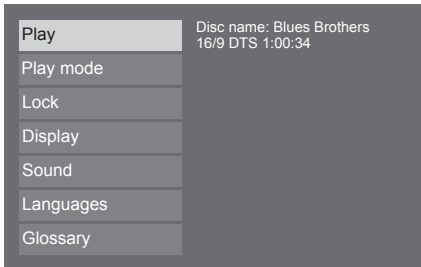 Play
Play mode
Lock
Display
Sound
Languages
Glossary
Disc name: Blues Brothers
16/9 DTS 1:00:34